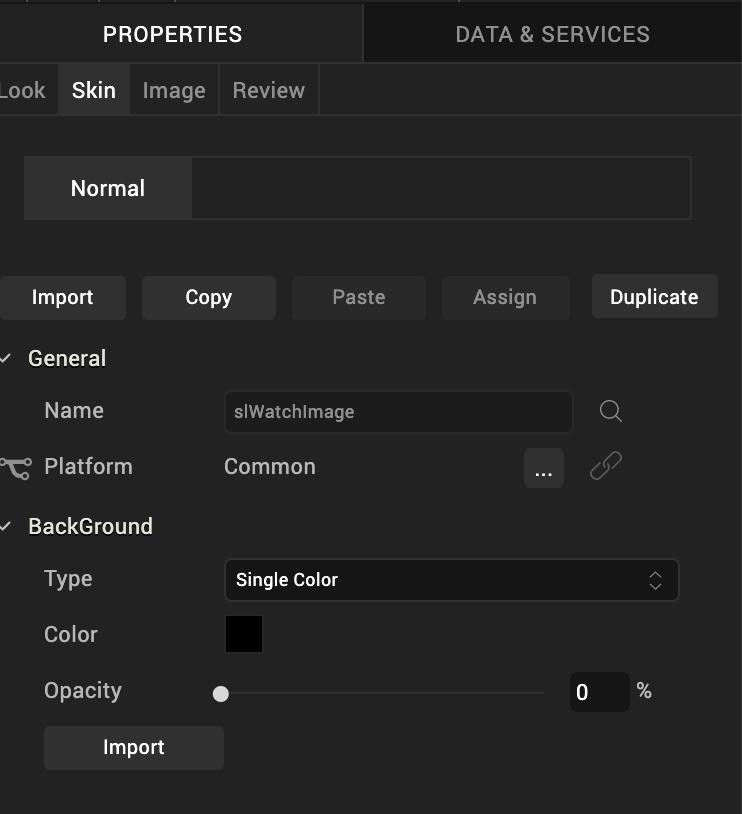 PROPERTIES DATA & SERVICES
Look Skin Image Review
Normal
Import Copy Paste Assign Duplicate
General
Name slWatchImage
Platform Common ...
BackGround
Type Single Color
Color
Opacity 0 %
Import